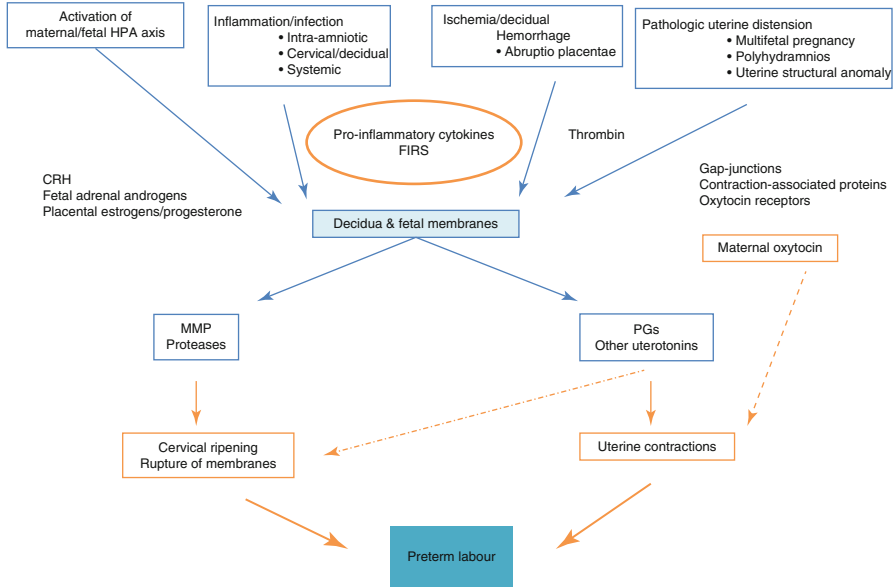 Activation of
maternal/fetal HPA axis
Inflammation/infection
• Intra-amniotic
• Cervical/decidual
• Systemic
Ischemia/decidual
Hemorrhage
• Abruptio placentae
Pathologic uterine distension
• Multifetal pregnancy
• Polyhydramnios
• Uterine structural anomaly
Pro-inflammatory cytokines
FIRS
Thrombin
CRH
Fetal adrenal androgens
Placental estrogens/progesterone
Gap-junctions
Contraction-associated proteins
Oxytocin receptors
Decidua & fetal membranes
Maternal oxytocin
MMP
Proteases
PGs
Other uterotonins
Cervical ripening
Rupture of membranes
Uterine contractions
Preterm labour